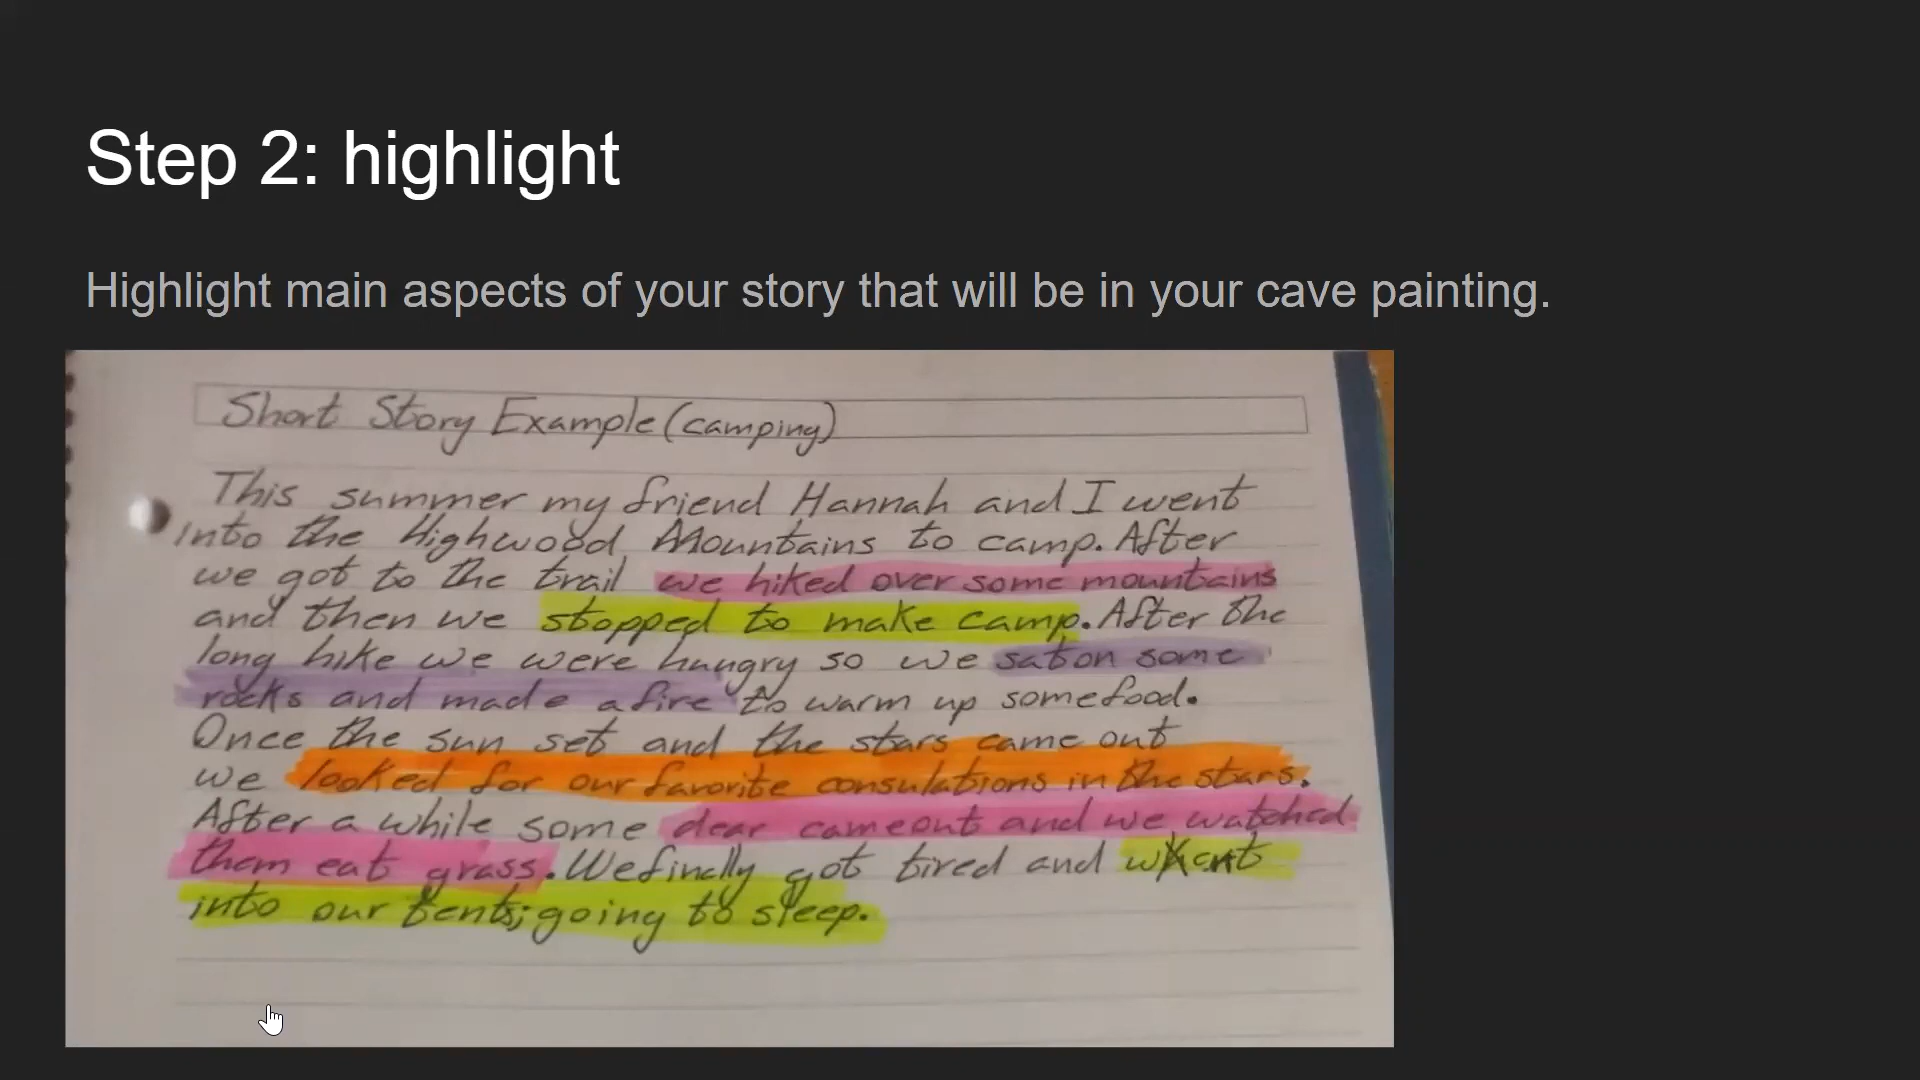 Step 2: highlight
Highlight main aspects of your story that will be in your cave painting.
Short Story Example (camping)
This summer my friend Hannah and I went
into the Highwood Mountains to camp. After
we got to the trail we hiked over some mountains
and then we stopped to make camp. After the
long hike we were hungry so we sat on some
rocks and made a fire to warm up some food.
Once the sun set and the stars came out
we looked for our favorite consulations in the stars.
After a while some dear came out and we watched
them eat grass. We finally got tired and went
into our tents; going to sleep.